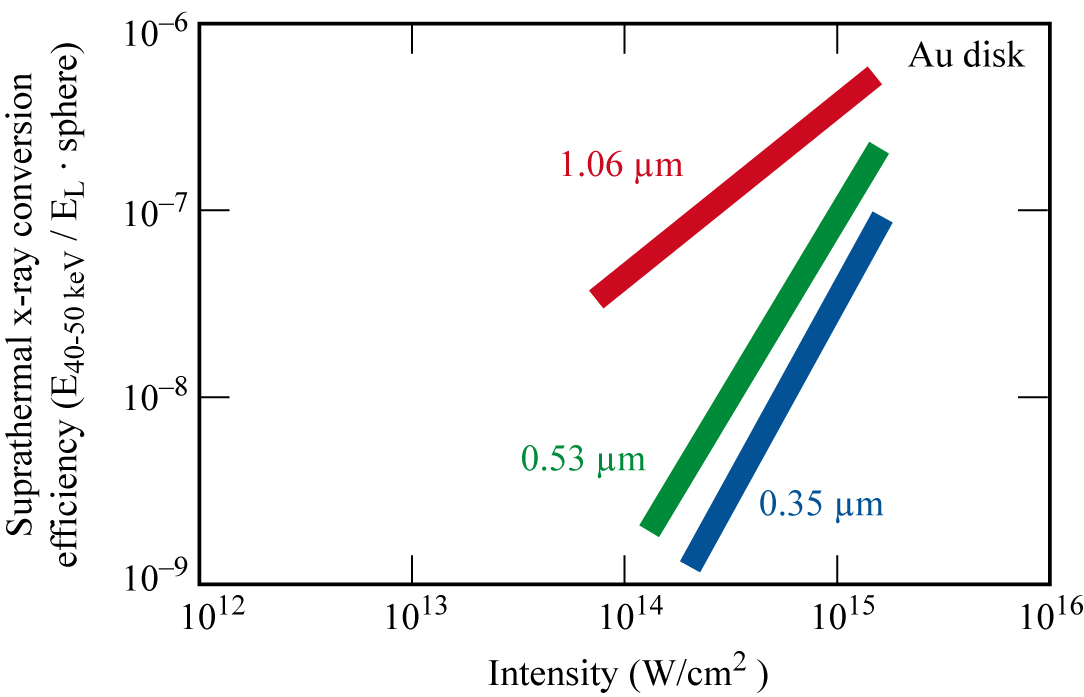 Suprathermal x-ray conversion
efficiency (E40-50 keV / EL · sphere)
10–6
10–7
10–8
10–9
Au disk
1.06 µm
0.53 µm
0.35 µm
1012
1013
1014
1015
1016
Intensity (W/cm2 )